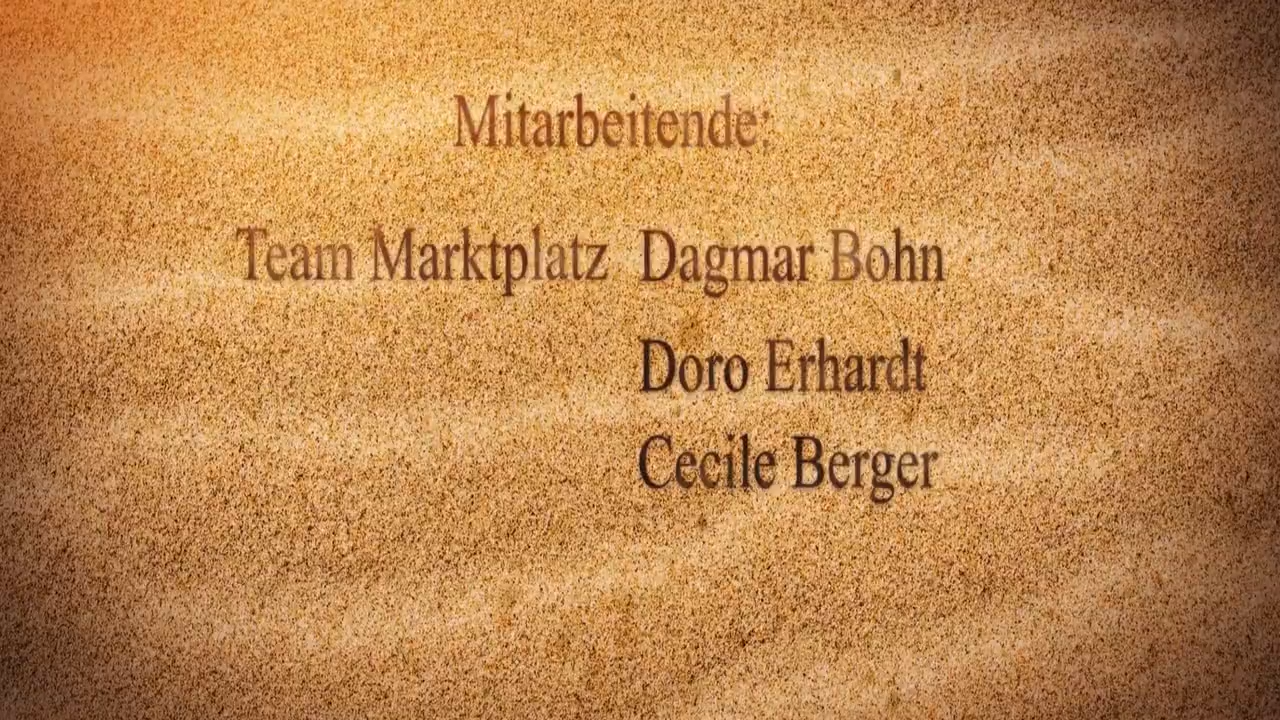 Mitarbeitende:
Team Marktplatz Dagmar Bohn
Doro Erhardt
Cecile Berger